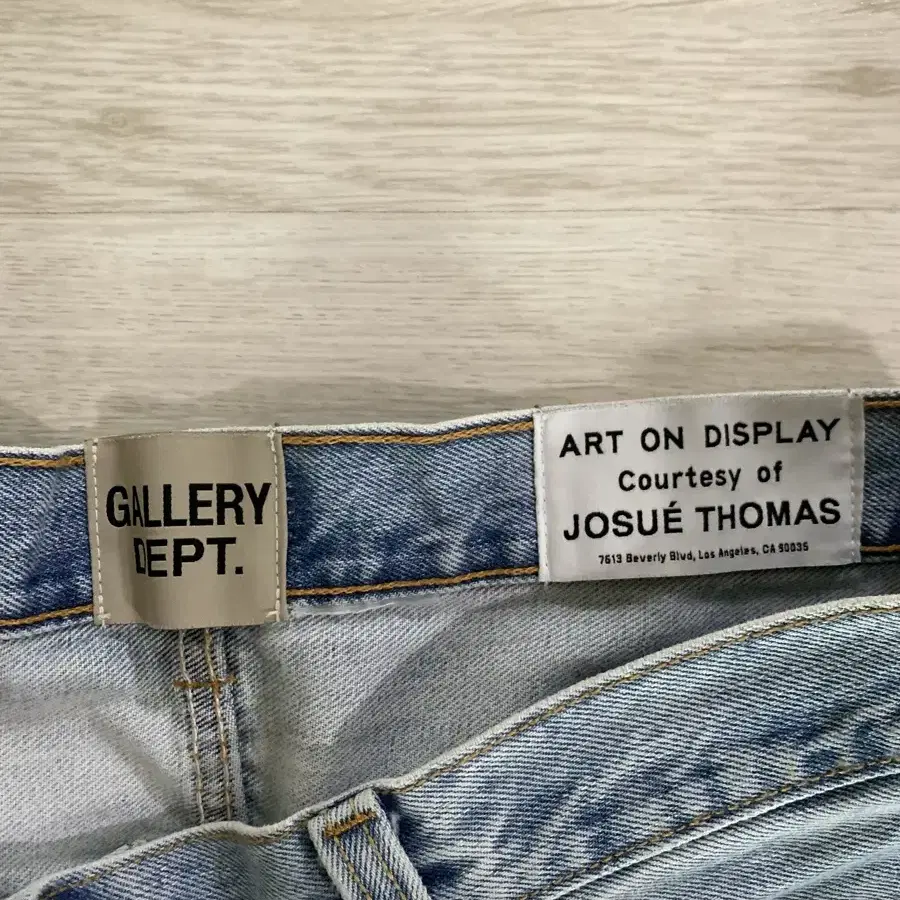 GALLERY
DEPT.
ART ON DISPLAY
Courtesy of
JOSUÉ THOMAS
7613 Beverly Blvd, Los Angeles, CA 90035